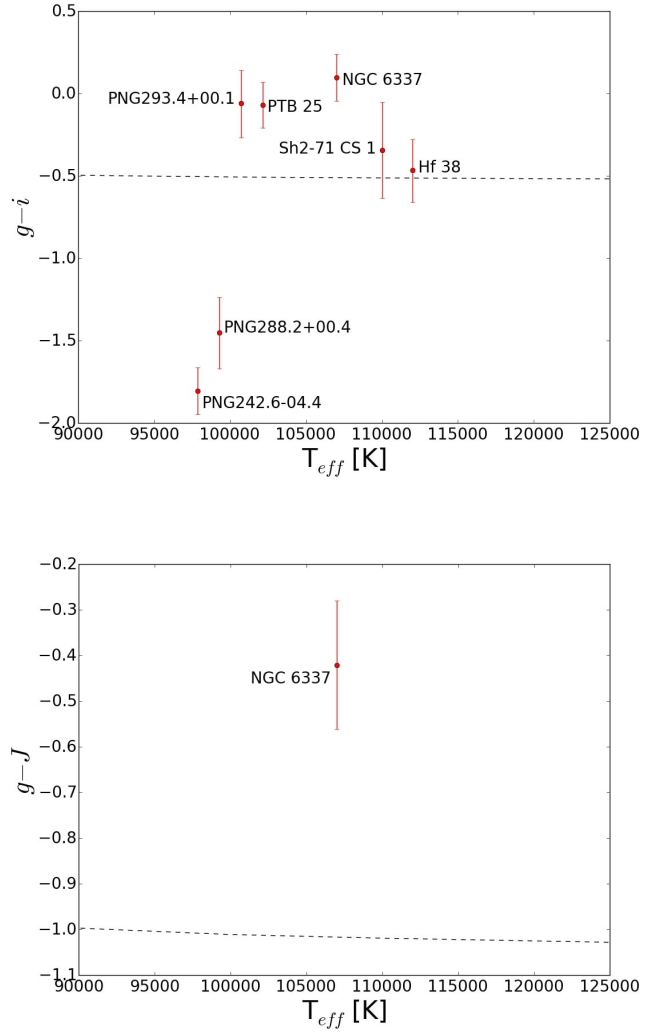 0.5
0.0
−0.5
−1.0
−1.5
−2.0
g−i
NGC 6337
PNG293.4+00.1
PTB 25
Sh2-71 CS 1
Hf 38
PNG288.2+00.4
PNG242.6-04.4
90000 95000 100000 105000 110000 115000 120000 125000
T_eff [K]
−0.2
−0.3
−0.4
−0.5
−0.6
−0.7
−0.8
−0.9
−1.0
−1.1
g−J
NGC 6337
90000 95000 100000 105000 110000 115000 120000 125000
T_eff [K]